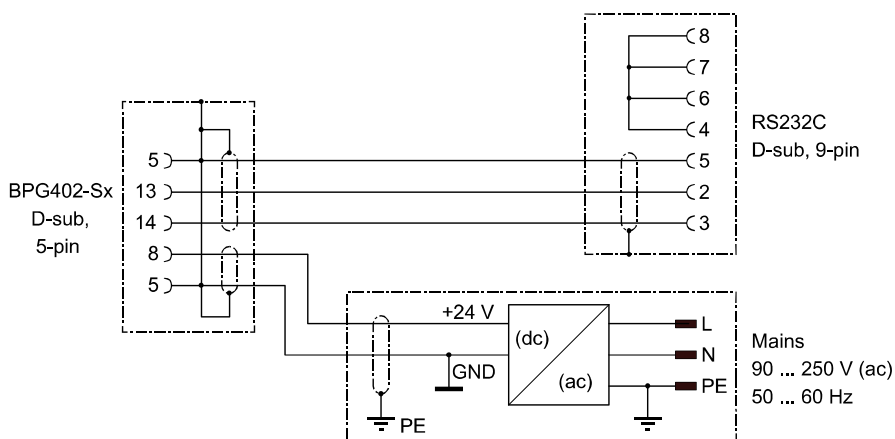 8
7
6
4
5
2
3
RS232C
D-sub, 9-pin
BPG402-Sx
D-sub,
5-pin
5
13
14
8
5
+24 V
GND
PE
(dc)
(ac)
L
N
PE
Mains
90 ... 250 V (ac)
50 ... 60 Hz